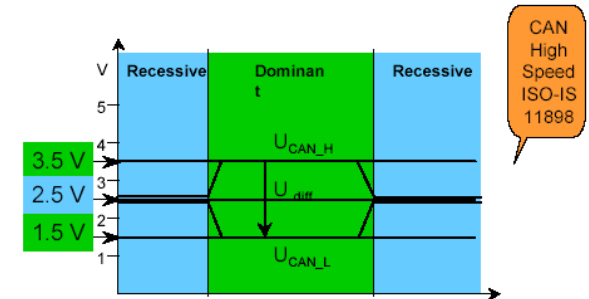 CAN
High
Speed
ISO-IS
11898
V
Recessive
Dominan
t
Recessive
5
4
3.5 V
U CAN_H
3
2.5 V
U diff
2
1.5 V
U CAN_L
1